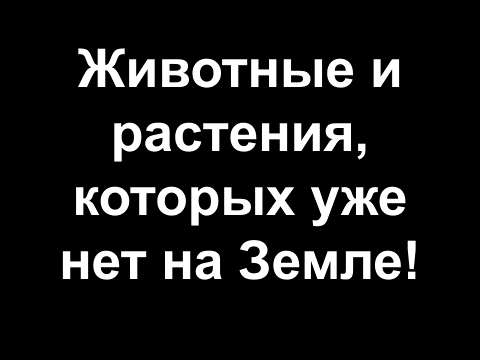 Животные и
растения,
которых уже
нет на Земле!